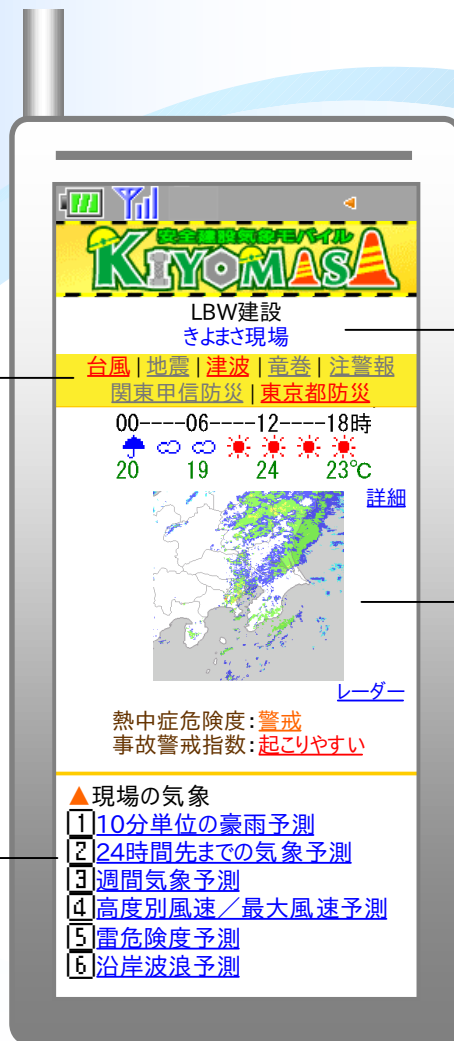 安全建設気象モバイル
KIYOMASA
LBW建設
きよまさ現場
台風|地震|津波|竜巻|注警報
関東甲信防災|東京都防災
00----06----12----18時
20 19 24 23℃
詳細
レーダー
熱中症危険度:警戒
事故警戒指数:起こりやすい
▲現場の気象
1 10分単位の豪雨予測
2 24時間先までの気象予測
3 週間気象予測
4 高度別風速／最大風速予測
5 雷危険度予測
6 沿岸波浪予測